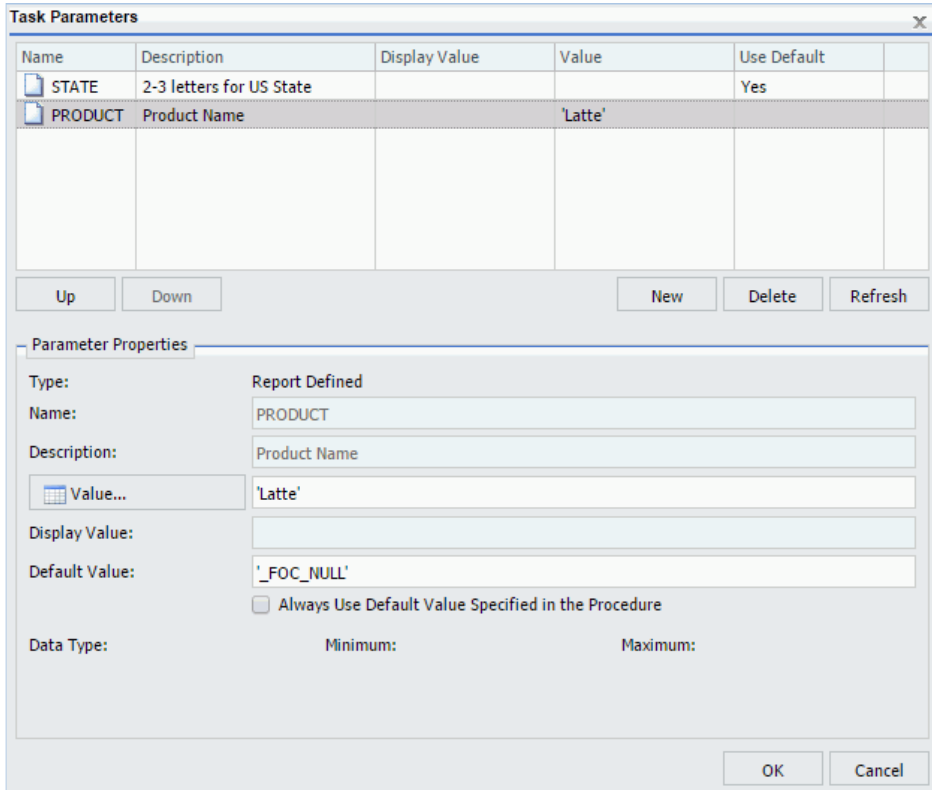 Task Parameters x
Name Description Display Value Value Use Default
STATE 2-3 letters for US State Yes
PRODUCT Product Name 'Latte'
Up Down New Delete Refresh
Parameter Properties
Type: Report Defined
Name: PRODUCT
Description: Product Name
Value... 'Latte'
Display Value:
Default Value: '_FOC_NULL'
Always Use Default Value Specified in the Procedure
Data Type: Minimum: Maximum:
OK Cancel